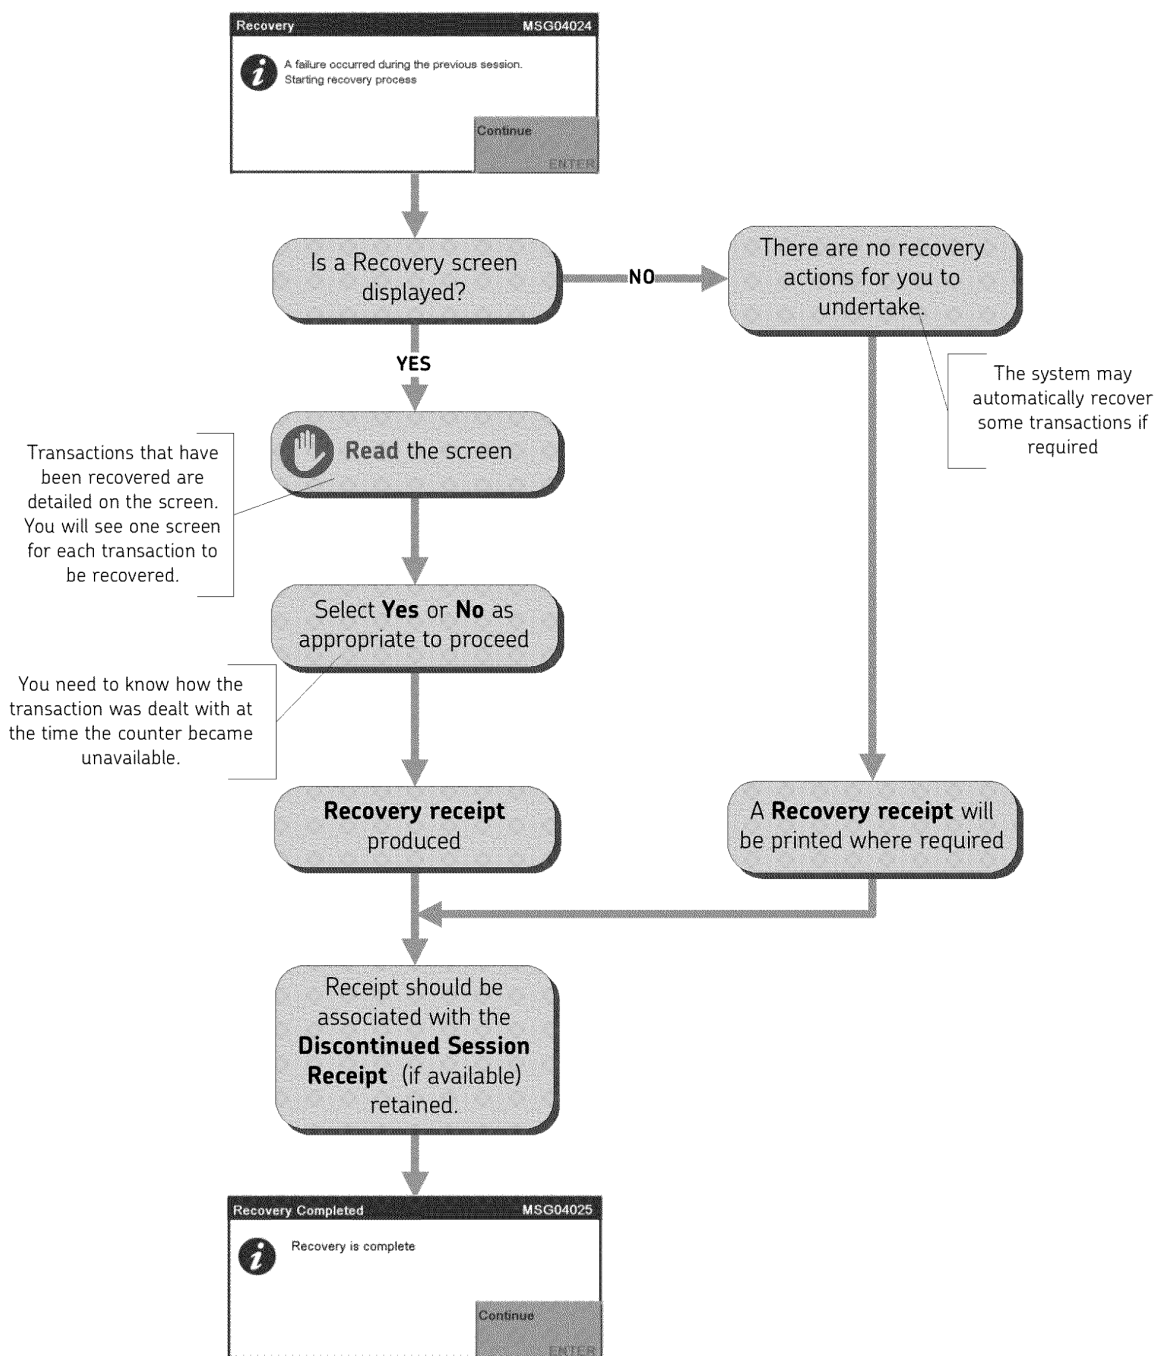 Recovery MSG04024
A failure occurred during the previous session.
Starting recovery process
Continue
ENTER
Is a Recovery screen
displayed?
NO
There are no recovery
actions for you to
undertake.
The system may
automatically recover
some transactions if
required
YES
Read the screen
Transactions that have
been recovered are
detailed on the screen.
You will see one screen
for each transaction to
be recovered.
Select Yes or No as
appropriate to proceed
You need to know how the
transaction was dealt with at
the time the counter became
unavailable.
Recovery receipt
produced
A Recovery receipt will
be printed where required
Receipt should be
associated with the
Discontinued Session
Receipt (if available)
retained.
Recovery Completed MSG04025
Recovery is complete
Continue
ENTER